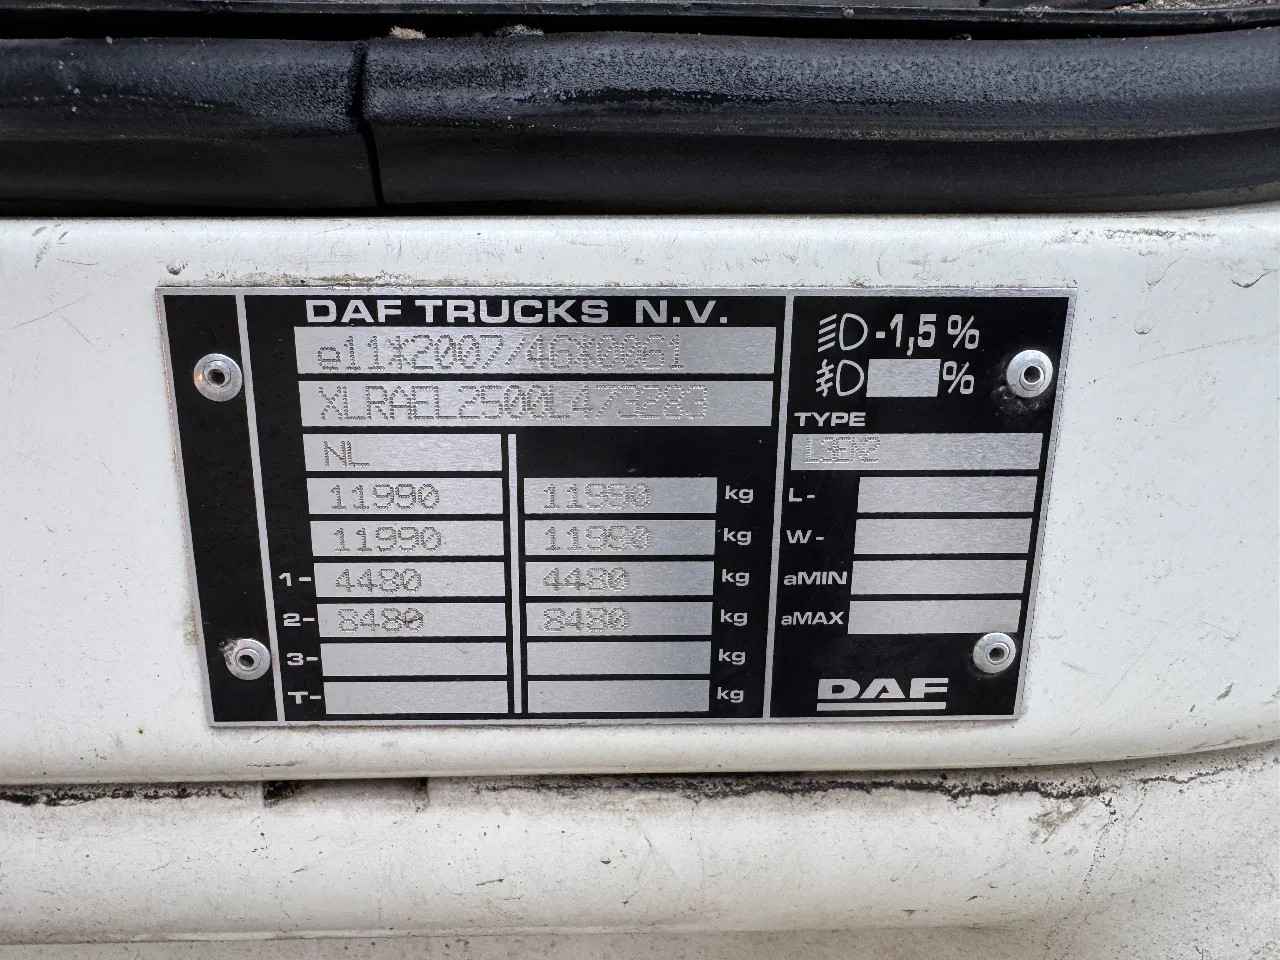 DAF TRUCKS N.V.
e11*2007/46*0061
XLRAEL2500L473283
NL
11990 11990 kg
11990 11990 kg
1- 4480 4480 kg
2- 8480 8480 kg
3- kg
T- kg
-1,5%
%
TYPE
L3EN2
L-
W-
aMIN
aMAX
DAF